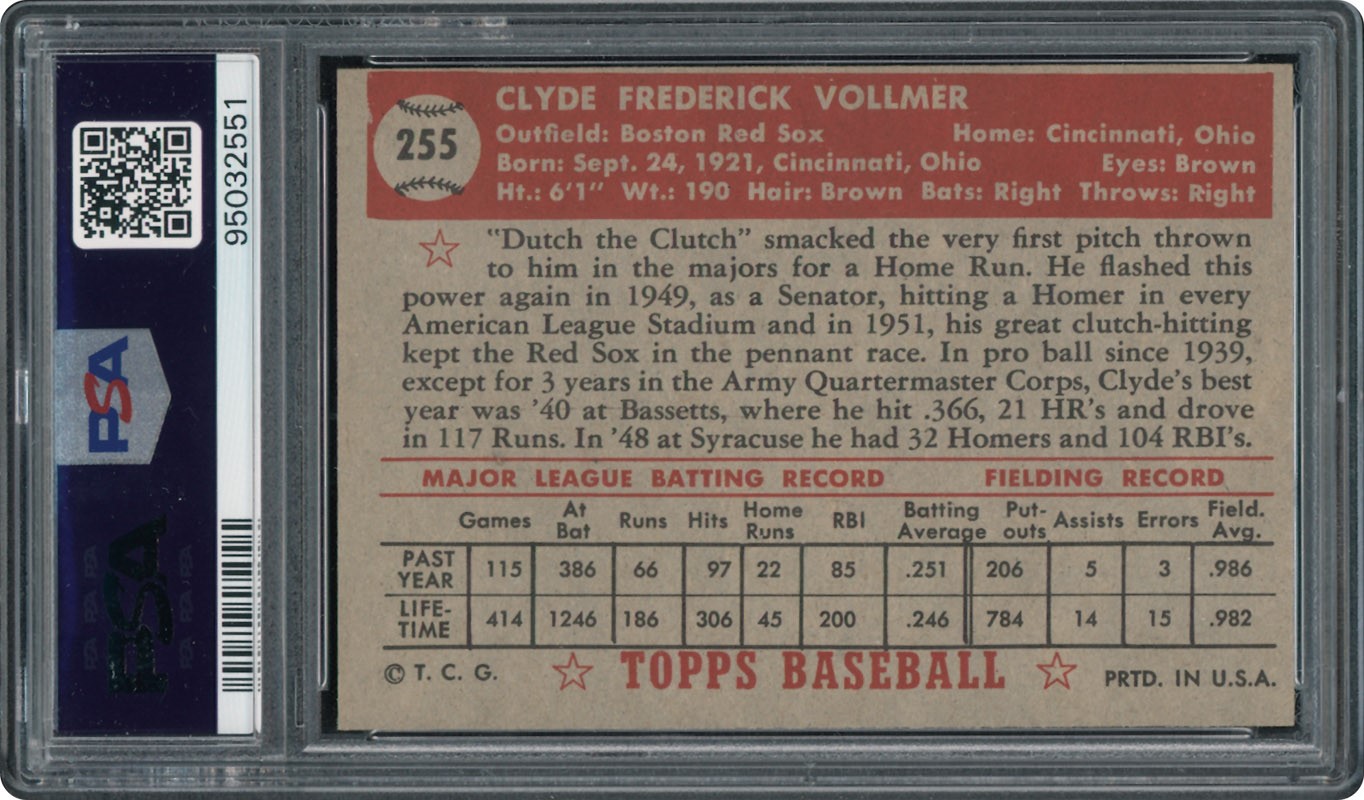 95032551
PSA
PSA
255
CLYDE FREDERICK VOLLMER
Outfield: Boston Red Sox Home: Cincinnati, Ohio
Born: Sept. 24, 1921, Cincinnati, Ohio Eyes: Brown
Ht.: 6'1" Wt.: 190 Hair: Brown Bats: Right Throws: Right
"Dutch the Clutch" smacked the very first pitch thrown
to him in the majors for a Home Run. He flashed this
power again in 1949, as a Senator, hitting a Homer in every
American League Stadium and in 1951, his great clutch-hitting
kept the Red Sox in the pennant race. In pro ball since 1939,
except for 3 years in the Army Quartermaster Corps, Clyde's best
year was '40 at Bassetts, where he hit .366, 21 HR's and drove
in 117 Runs. In '48 at Syracuse he had 32 Homers and 104 RBI's.
MAJOR LEAGUE BATTING RECORD FIELDING RECORD
Games At Bat Runs Hits Home Runs RBI Batting Average Put-outs Assists Errors Field. Avg.
PAST YEAR 115 386 66 97 22 85 .251 206 5 3 .986
LIFE-TIME 414 1246 186 306 45 200 .246 784 14 15 .982
© T. C. G. TOPPS BASEBALL PRTD. IN U.S.A.